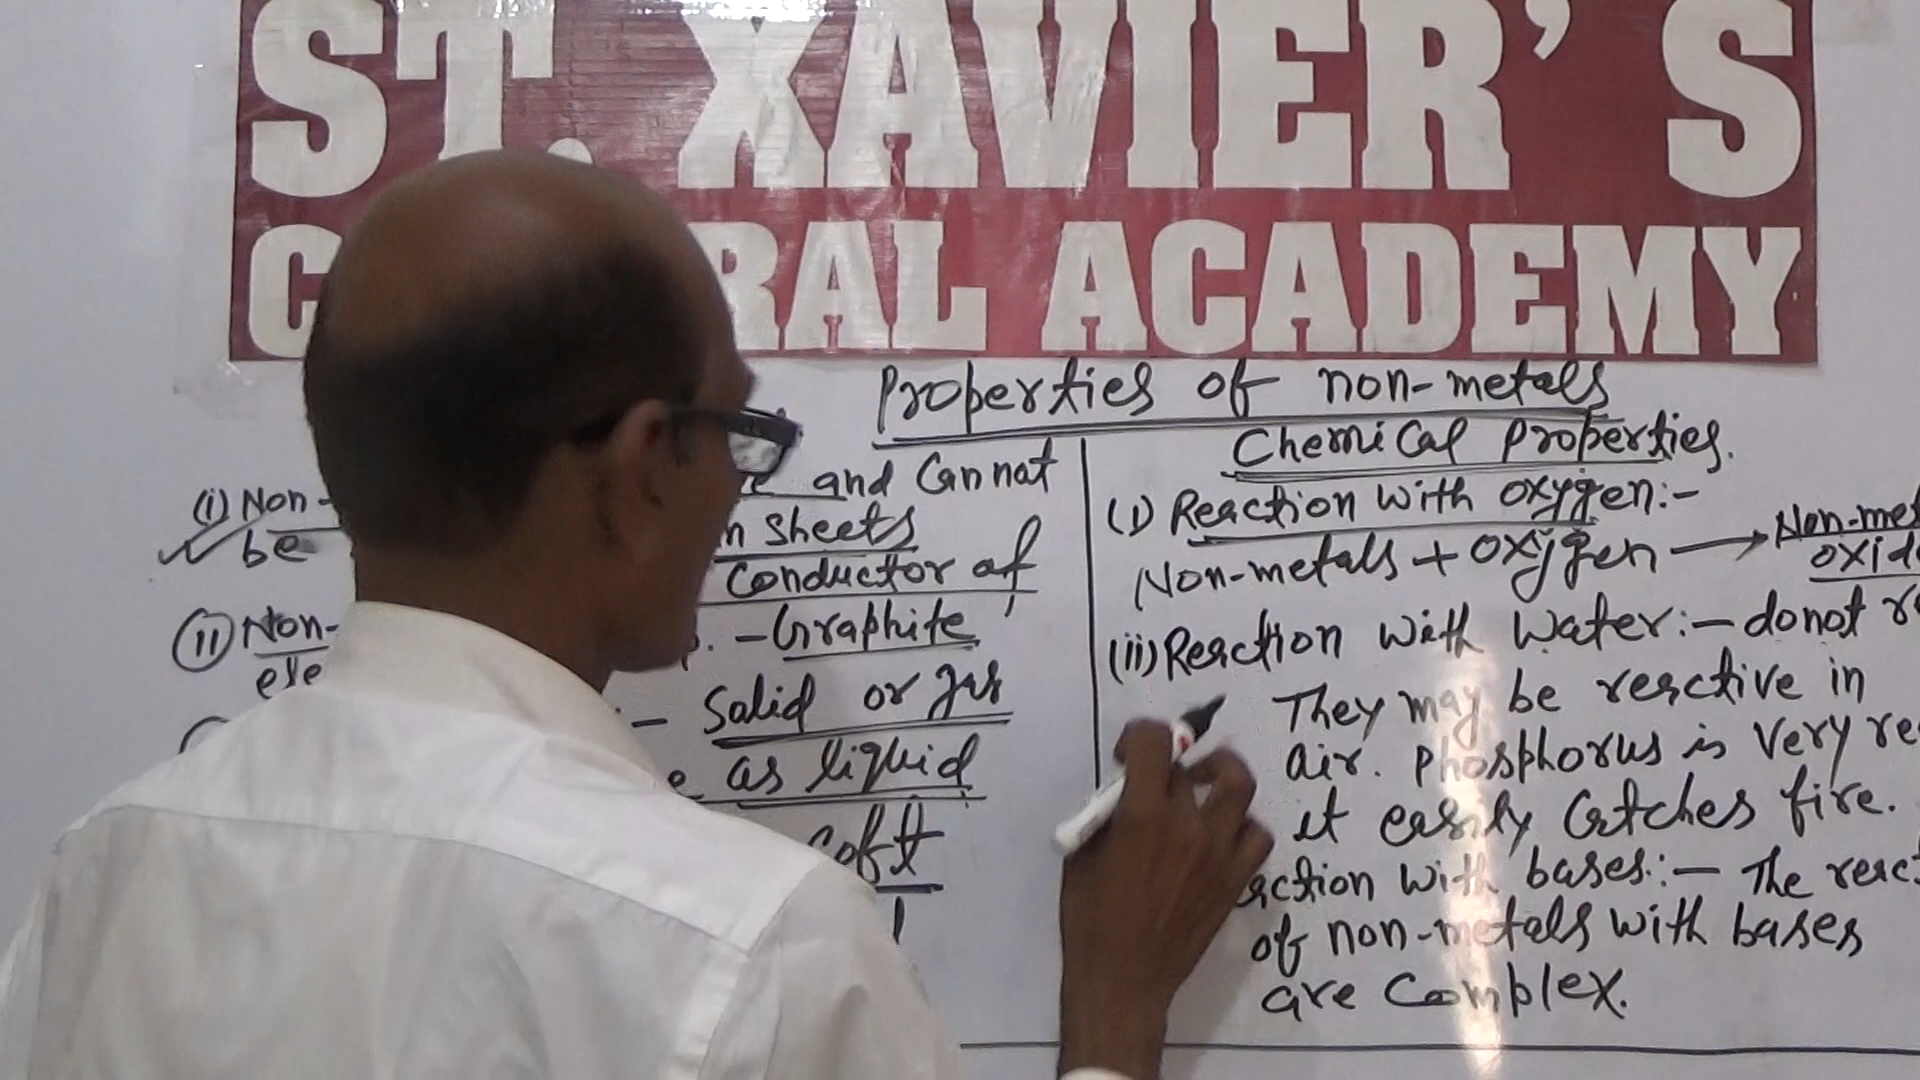 ST. XAVIER'S
RAL ACADEMY
Properties of non-metals
(i) Non-
and Cannot
be
sheets
Conductor of
(ii) Non-
- Graphite
- Solid or gas
as liquid
soft
Chemical Properties.
(i) Reaction with oxygen:-
Non-metals + oxygen → Non-met
oxid
(ii) Reaction with water:- donot r
They may be reactive in
air. phosphorus is very re
it easily Catches fire.
action with bases:- The reac
of non-metals with bases
are Complex.